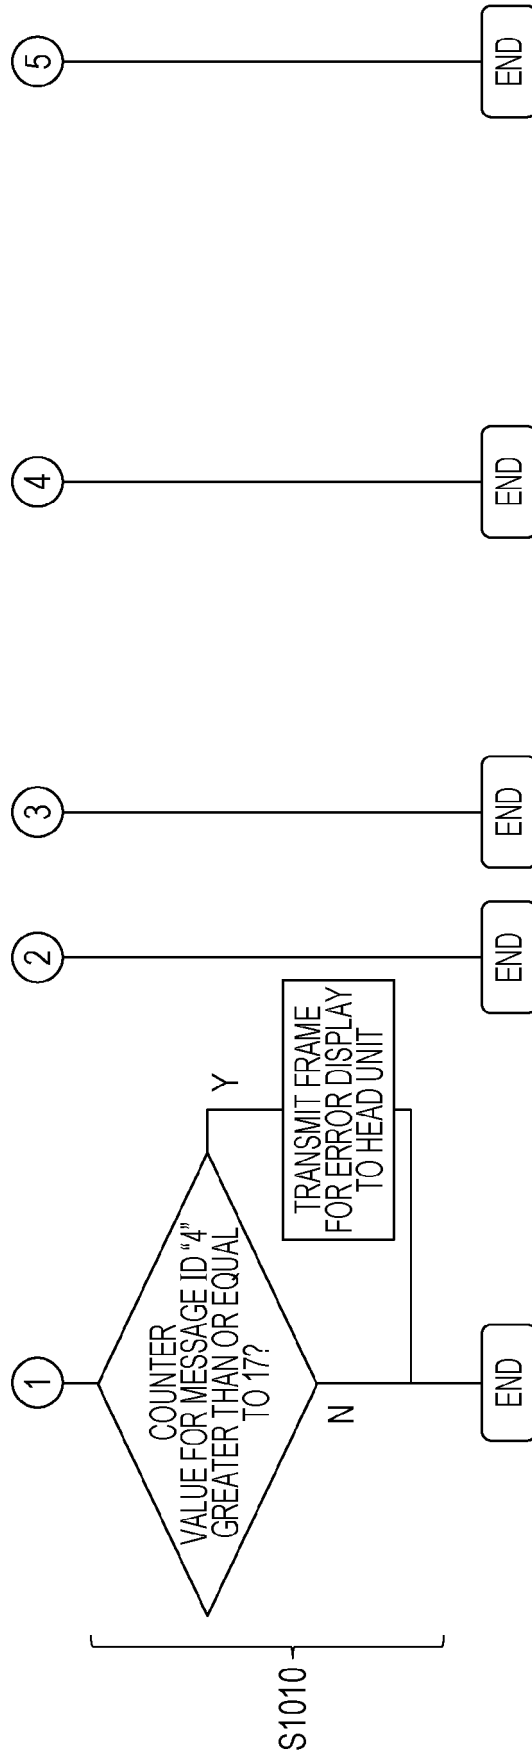 1
2
3
4
5
COUNTER
VALUE FOR MESSAGE ID “4”
GREATER THAN OR EQUAL
TO 17?
Y
N
TRANSMIT FRAME
FOR ERROR DISPLAY
TO HEAD UNIT
S1010
END
END
END
END
END